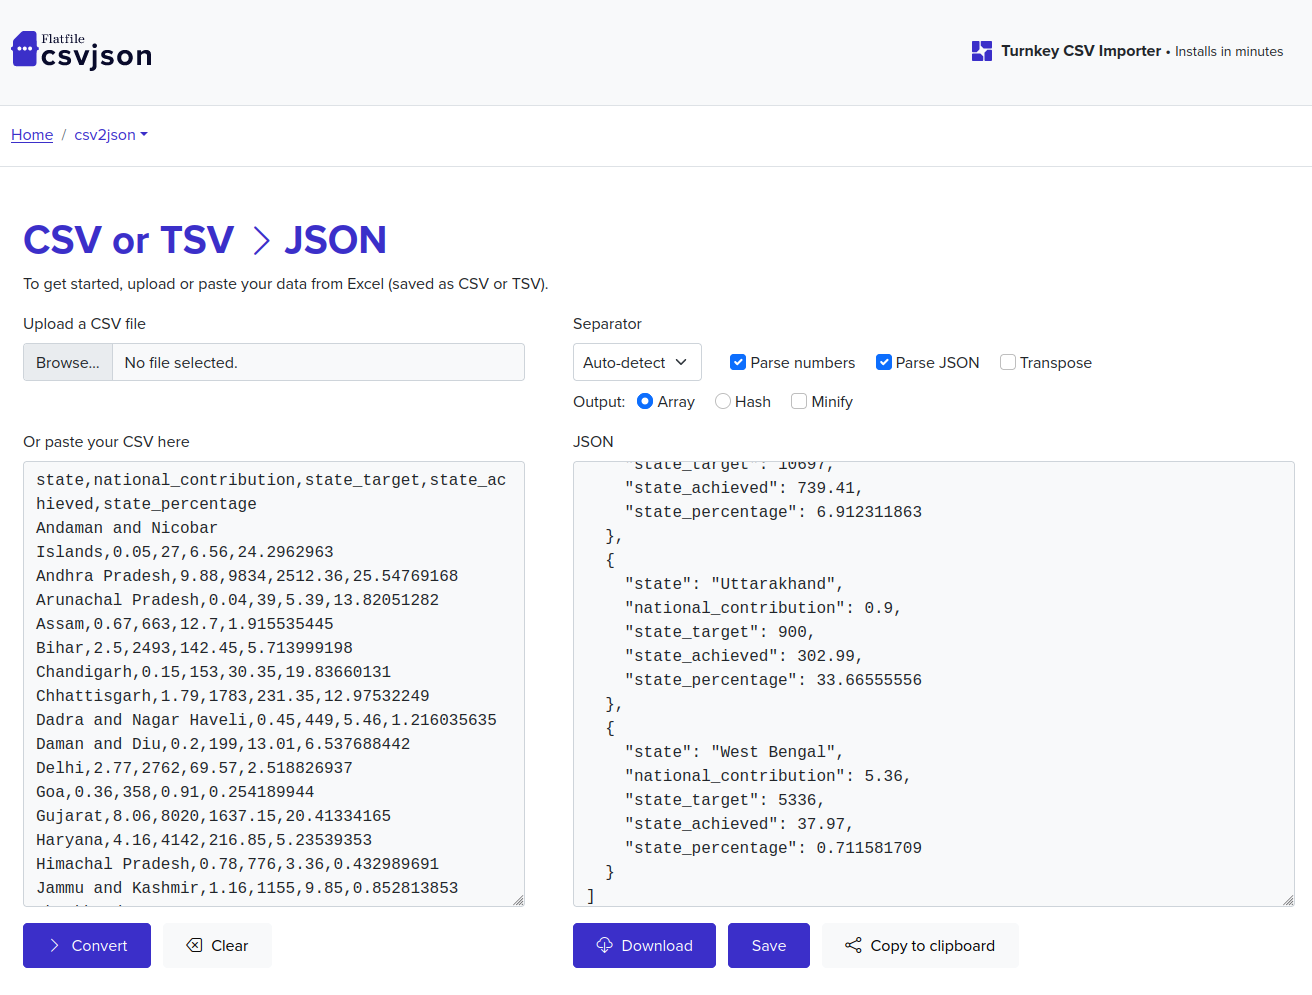 Flatfile
csvjson
Turnkey CSV Importer • Installs in minutes
Home / csv2json
CSV or TSV > JSON
To get started, upload or paste your data from Excel (saved as CSV or TSV).
Upload a CSV file
Browse... No file selected.
Separator
Auto-detect Parse numbers Parse JSON Transpose
Output: Array Hash Minify
Or paste your CSV here
state,national_contribution,state_target,state_ac
hieved,state_percentage
Andaman and Nicobar
Islands,0.05,27,6.56,24.2962963
Andhra Pradesh,9.88,9834,2512.36,25.54769168
Arunachal Pradesh,0.04,39,5.39,13.82051282
Assam,0.67,663,12.7,1.915535445
Bihar,2.5,2493,142.45,5.713999198
Chandigarh,0.15,153,30.35,19.83660131
Chhattisgarh,1.79,1783,231.35,12.97532249
Dadra and Nagar Haveli,0.45,449,5.46,1.216035635
Daman and Diu,0.2,199,13.01,6.537688442
Delhi,2.77,2762,69.57,2.518826937
Goa,0.36,358,0.91,0.254189944
Gujarat,8.06,8020,1637.15,20.41334165
Haryana,4.16,4142,216.85,5.23539353
Himachal Pradesh,0.78,776,3.36,0.432989691
Jammu and Kashmir,1.16,1155,9.85,0.852813853
JSON
"state_target": 10697,
"state_achieved": 739.41,
"state_percentage": 6.912311863
},
{
"state": "Uttarakhand",
"national_contribution": 0.9,
"state_target": 900,
"state_achieved": 302.99,
"state_percentage": 33.66555556
},
{
"state": "West Bengal",
"national_contribution": 5.36,
"state_target": 5336,
"state_achieved": 37.97,
"state_percentage": 0.711581709
}
]
Convert Clear
Download Save Copy to clipboard